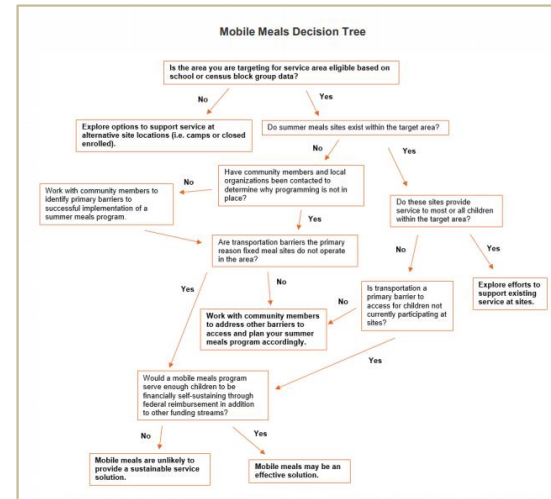 Mobile Meals Decision Tree
Is the area you are targeting for service area eligible based on
school or census block group data?
No
Yes
Explore options to support service at
alternative site locations (i.e. camps or closed
enrolled).
Do summer meals sites exist within the target area?
No
Yes
Have community members and local
organizations been contacted to
determine why programming is not in
place?
No
Work with community members to
identify primary barriers to
successful implementation of a
summer meals program.
Yes
Do these sites provide
service to most or all children
within the target area?
Are transportation barriers the primary
reason fixed meal sites do not operate
in the area?
No
Yes
Yes
No
Is transportation a
primary barrier to
access for children not
currently participating at
sites?
Explore efforts to
support existing
service at sites.
No
Work with community members
to address other barriers to
access and plan your summer
meals program accordingly.
Yes
Would a mobile meals program
serve enough children to be
financially self-sustaining through
federal reimbursement in addition
to other funding streams?
No
Yes
Mobile meals are unlikely to
provide a sustainable service
solution.
Mobile meals may be an
effective solution.